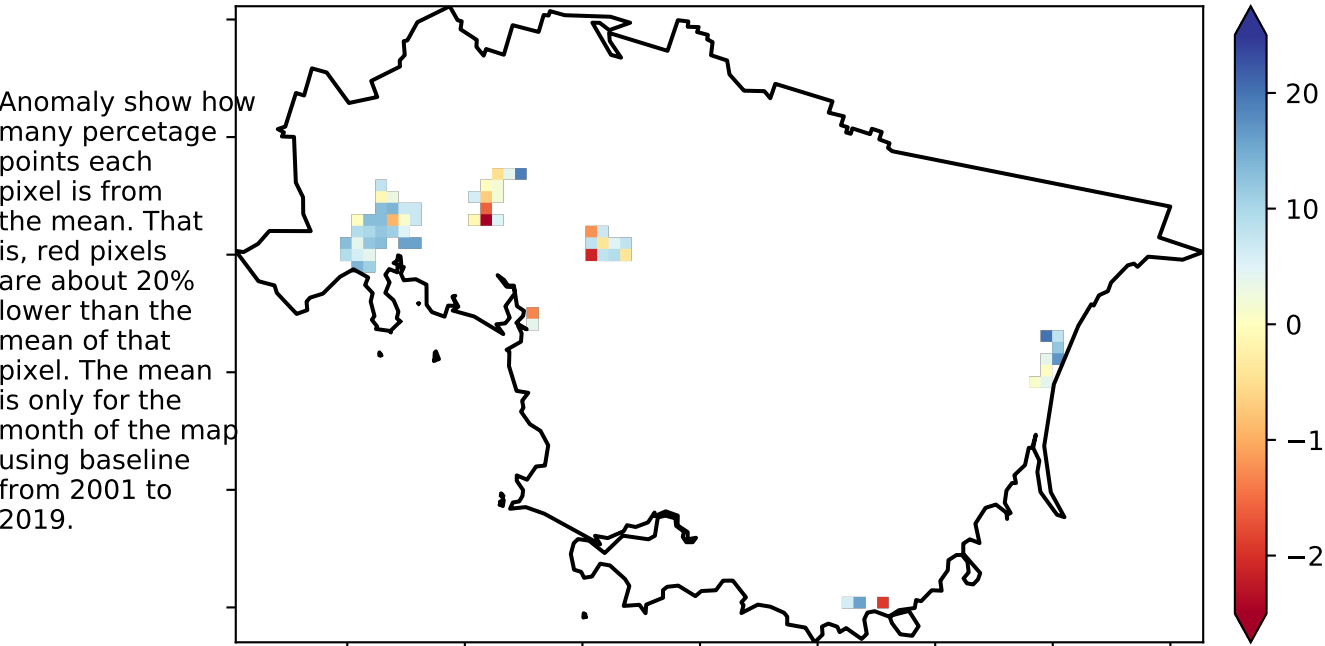 Anomaly show how
many percetage
points each
pixel is from
the mean. That
is, red pixels
are about 20%
lower than the
mean of that
pixel. The mean
is only for the
month of the map
using baseline
from 2001 to
2019.
20
10
0
−1
−2